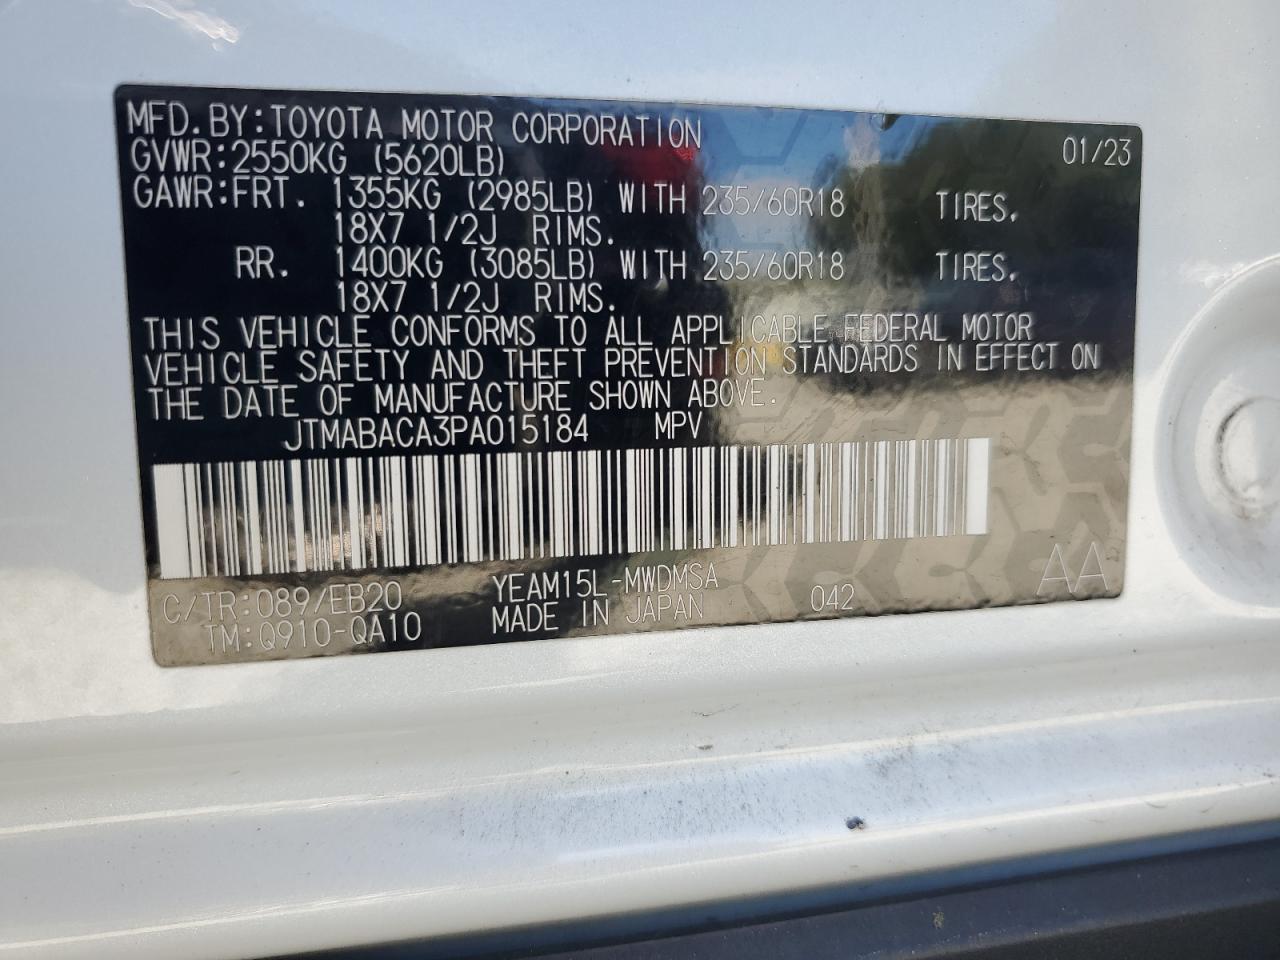 MFD.BY:TOYOTA MOTOR CORPORATION 01/23
GVWR:2550KG (5620LB)
GAWR:FRT. 1355KG (2985LB) WITH 235/60R18 TIRES.
18X7 1/2J RIMS.
RR. 1400KG (3085LB) WITH 235/60R18 TIRES.
18X7 1/2J RIMS.
THIS VEHICLE CONFORMS TO ALL APPLICABLE FEDERAL MOTOR
VEHICLE SAFETY AND THEFT PREVENTION STANDARDS IN EFFECT ON
THE DATE OF MANUFACTURE SHOWN ABOVE.
JTMABACA3PA015184 MPV
C/TR:089/EB20 YEAM15L-MWDMSA
TM:Q910-QA10 MADE IN JAPAN 042 AA